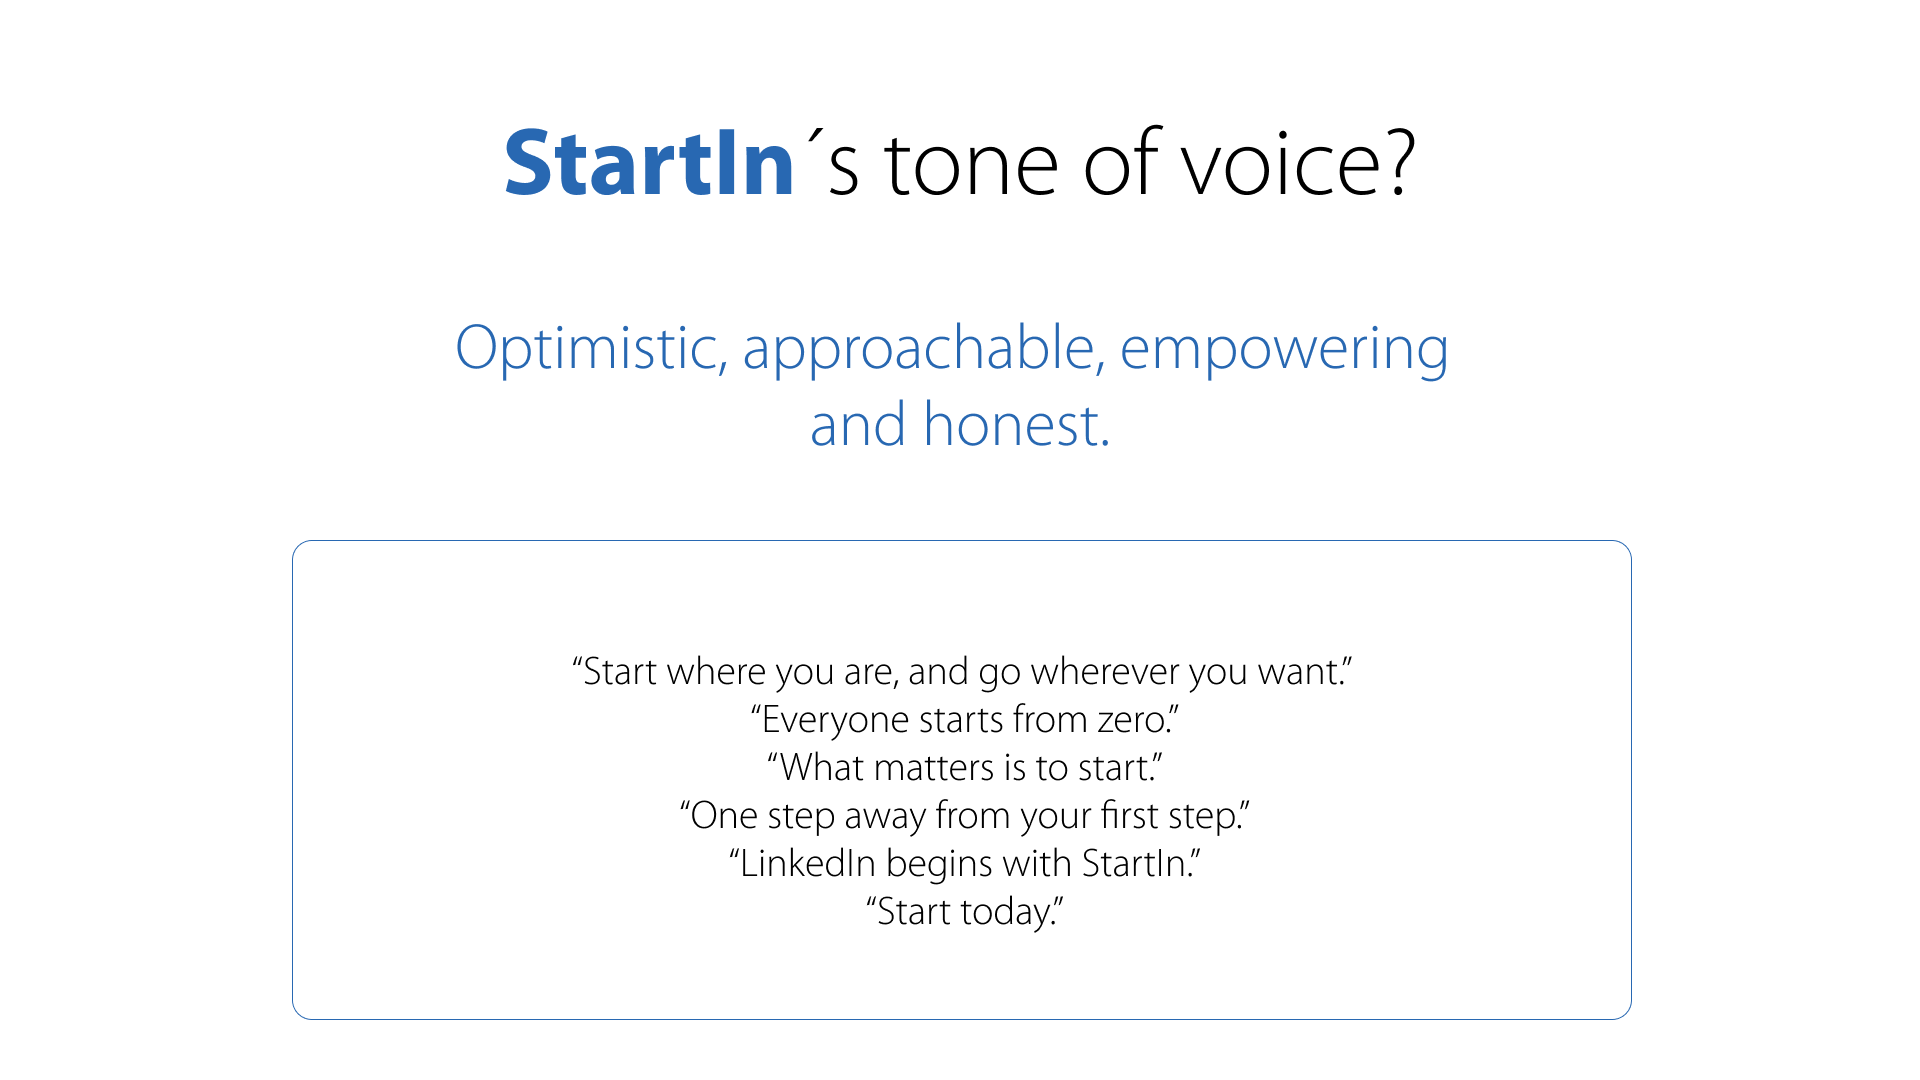 StartIn´s tone of voice?
Optimistic, approachable, empowering
and honest.
“Start where you are, and go wherever you want.”
“Everyone starts from zero.”
“What matters is to start.”
“One step away from your first step.”
“LinkedIn begins with StartIn.”
“Start today.”